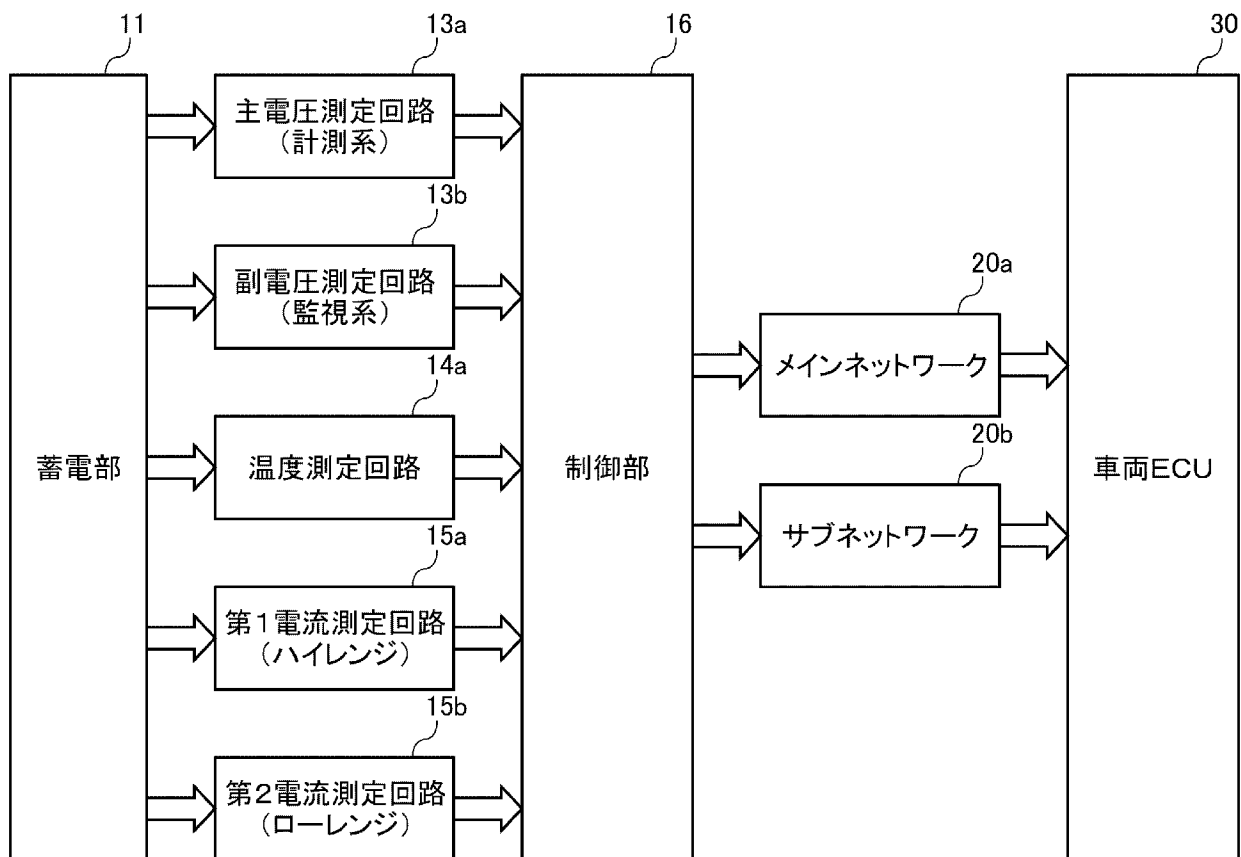 11
13a
16
30
主電圧測定回路
(計測系)
13b
副電圧測定回路
(監視系)
20a
メインネットワーク
14a
20b
蓄電部
温度測定回路
制御部
サブネットワーク
車両ECU
15a
第1電流測定回路
(ハイレンジ)
15b
第2電流測定回路
(ローレンジ)